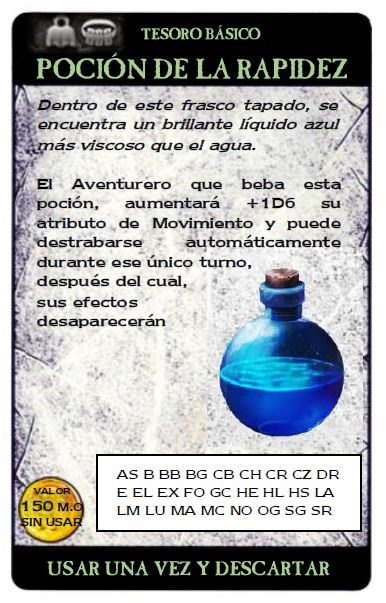 TESORO BÁSICO
POCIÓN DE LA RAPIDEZ
Dentro de este frasco tapado, se
encuentra un brillante líquido azul
más viscoso que el agua.
El Aventurero que beba esta
poción, aumentará +1D6 su
atributo de Movimiento y puede
destrabarse automáticamente
durante ese único turno,
después del cual,
sus efectos
desaparecerán
AS B BB BG CB CH CR CZ DR
E EL EX FO GC HE HL HS LA
LM LU MA MC NO OG SG SR
VALOR
150 M.O
SIN USAR
USAR UNA VEZ Y DESCARTAR